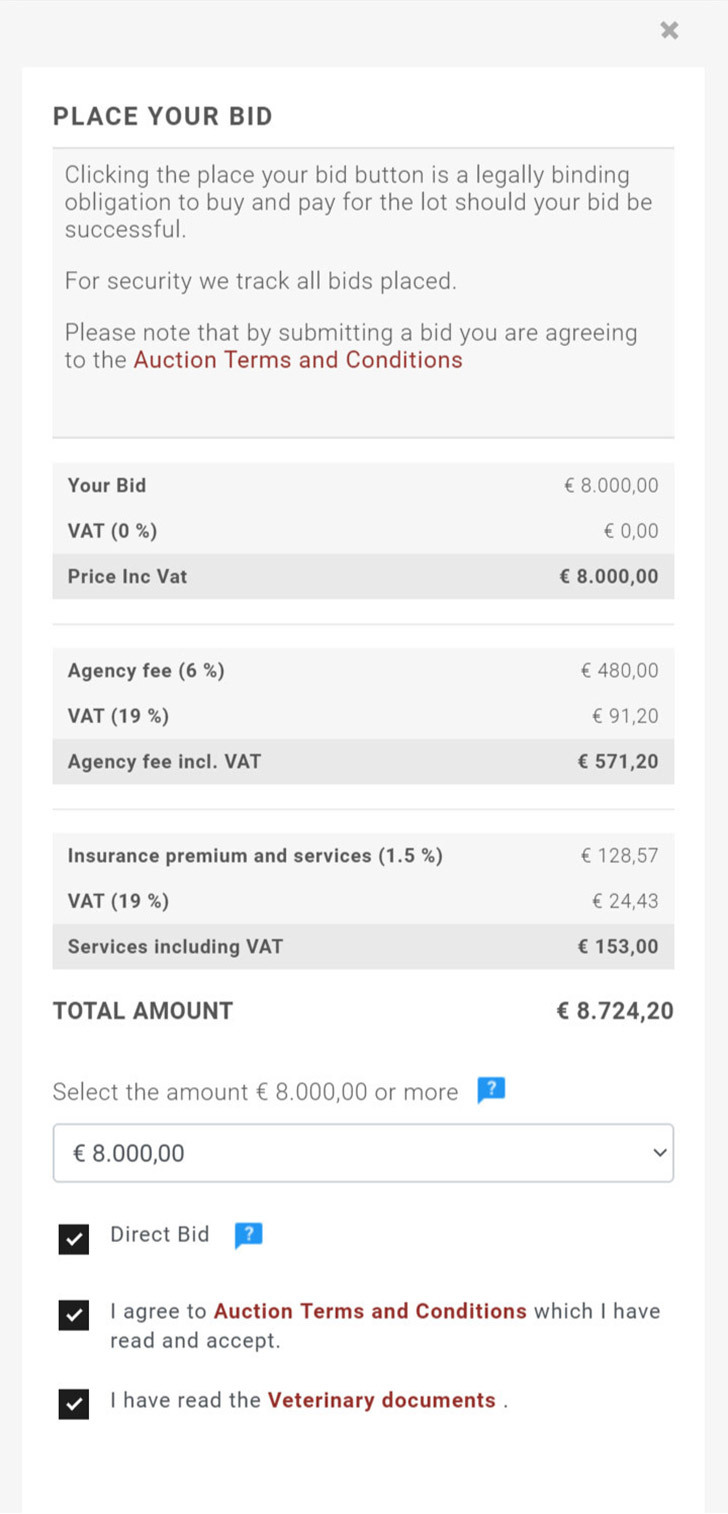 PLACE YOUR BID
Clicking the place your bid button is a legally binding
obligation to buy and pay for the lot should your bid be
successful.
For security we track all bids placed.
Please note that by submitting a bid you are agreeing
to the Auction Terms and Conditions
Your Bid € 8.000,00
VAT (0 %) € 0,00
Price Inc Vat € 8.000,00
Agency fee (6 %) € 480,00
VAT (19 %) € 91,20
Agency fee incl. VAT € 571,20
Insurance premium and services (1.5 %) € 128,57
VAT (19 %) € 24,43
Services including VAT € 153,00
TOTAL AMOUNT € 8.724,20
Select the amount € 8.000,00 or more ?
€ 8.000,00
Direct Bid ?
I agree to Auction Terms and Conditions which I have
read and accept.
I have read the Veterinary documents .